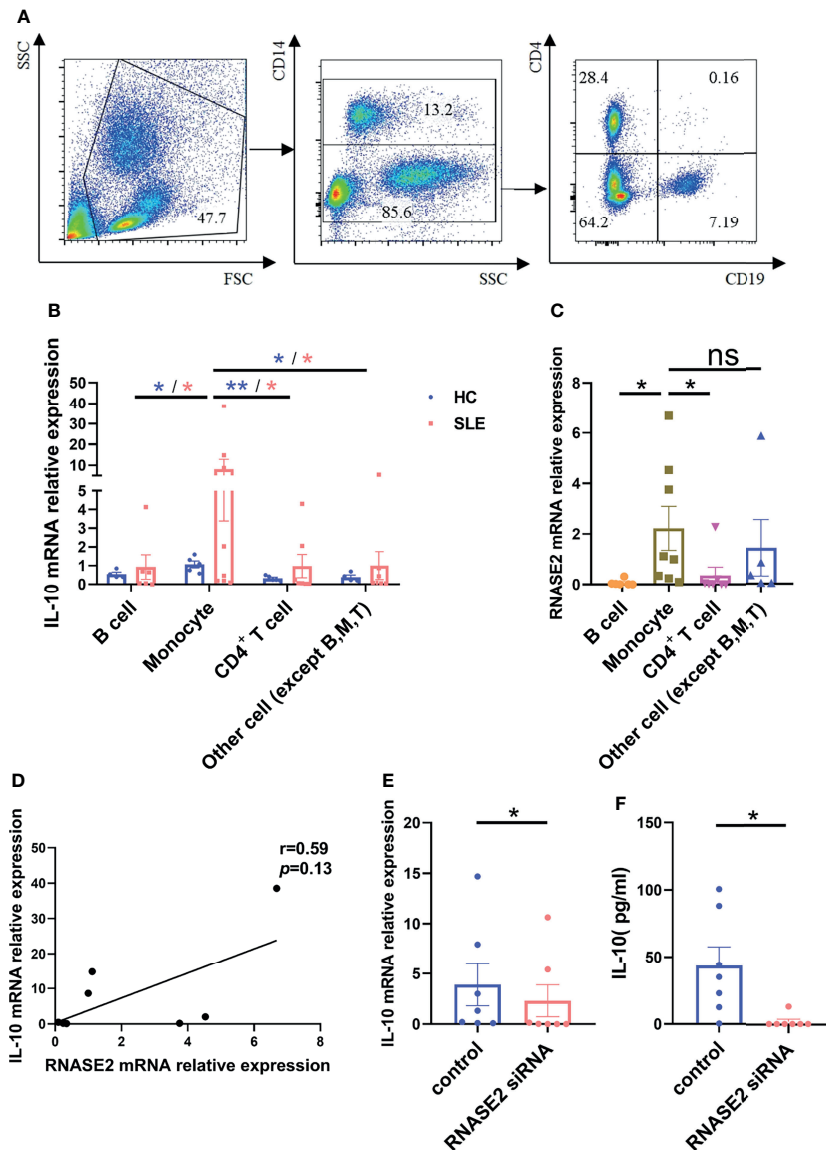 A
SSC
47.7
FSC
CD14
13.2
85.6
SSC
CD4
28.4
0.16
64.2
7.19
CD19
B
IL-10 mRNA relative expression
50
40
30
20
10
5
4
3
2
1
0
* / *
** / *
* / *
HC
SLE
B cell
Monocyte
CD4+ T cell
Other cell (except B,M,T)
C
RNASE2 mRNA relative expression
8
6
4
2
0
*
*
ns
B cell
Monocyte
CD4+ T cell
Other cell (except B,M,T)
D
IL-10 mRNA relative expression
50
40
30
20
10
0
r=0.59
p=0.13
0
2
4
6
8
RNASE2 mRNA relative expression
E
IL-10 mRNA relative expression
20
15
10
5
0
*
control
RNASE2 siRNA
F
IL-10( pg/ml)
150
100
50
0
*
control
RNASE2 siRNA